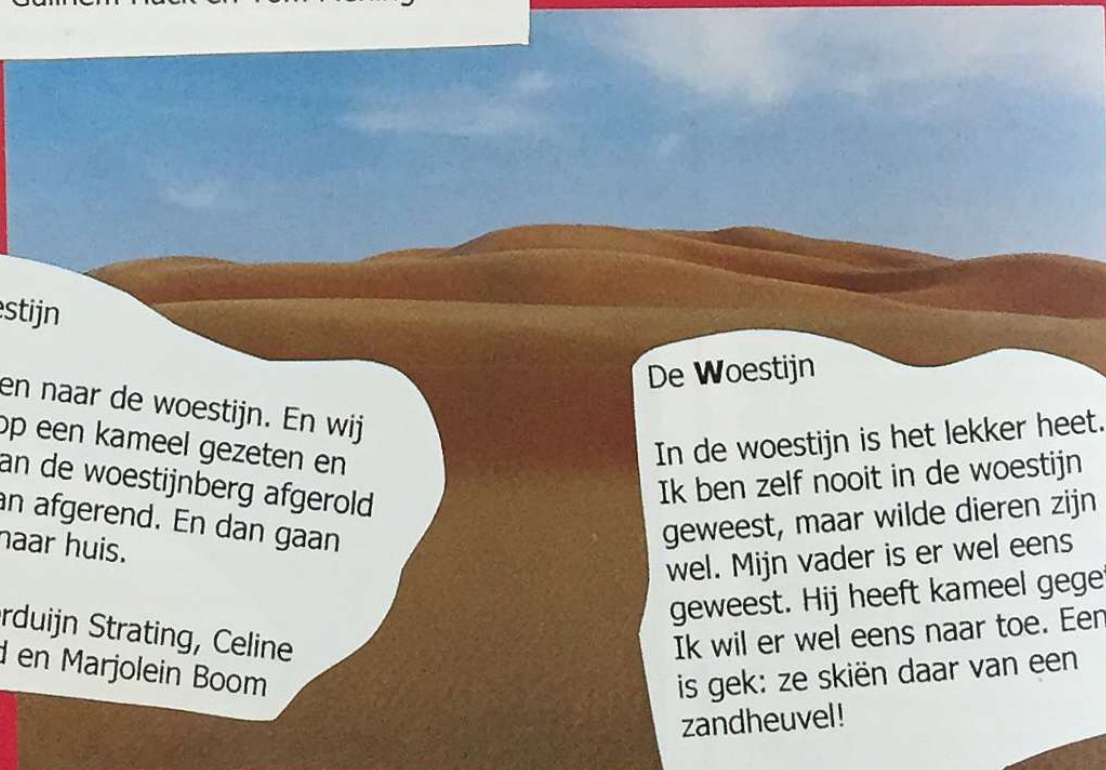 en Tom
estijn
en naar de woestijn. En wij
op een kameel gezeten en
an de woestijnberg afgerold
an afgerend. En dan gaan
naar huis.
rduijn Strating, Celine
d en Marjolein Boom
De Woestijn
In de woestijn is het lekker heet.
Ik ben zelf nooit in de woestijn
geweest, maar wilde dieren zijn
wel. Mijn vader is er wel eens
geweest. Hij heeft kameel geget
Ik wil er wel eens naar toe. Een
is gek: ze skiën daar van een
zandheuvel!